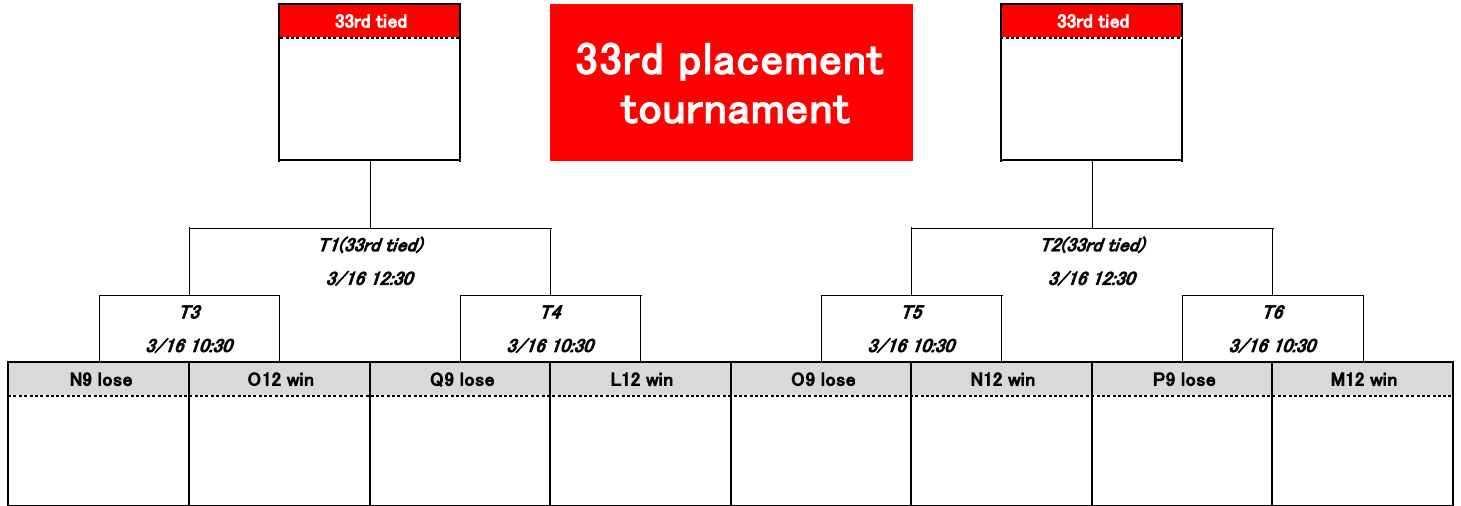 33rd tied
33rd placement
tournament
33rd tied
T1(33rd tied)
3/16 12:30
T2(33rd tied)
3/16 12:30
T3
3/16 10:30
T4
3/16 10:30
T5
3/16 10:30
T6
3/16 10:30
N9 lose
O12 win
Q9 lose
L12 win
O9 lose
N12 win
P9 lose
M12 win